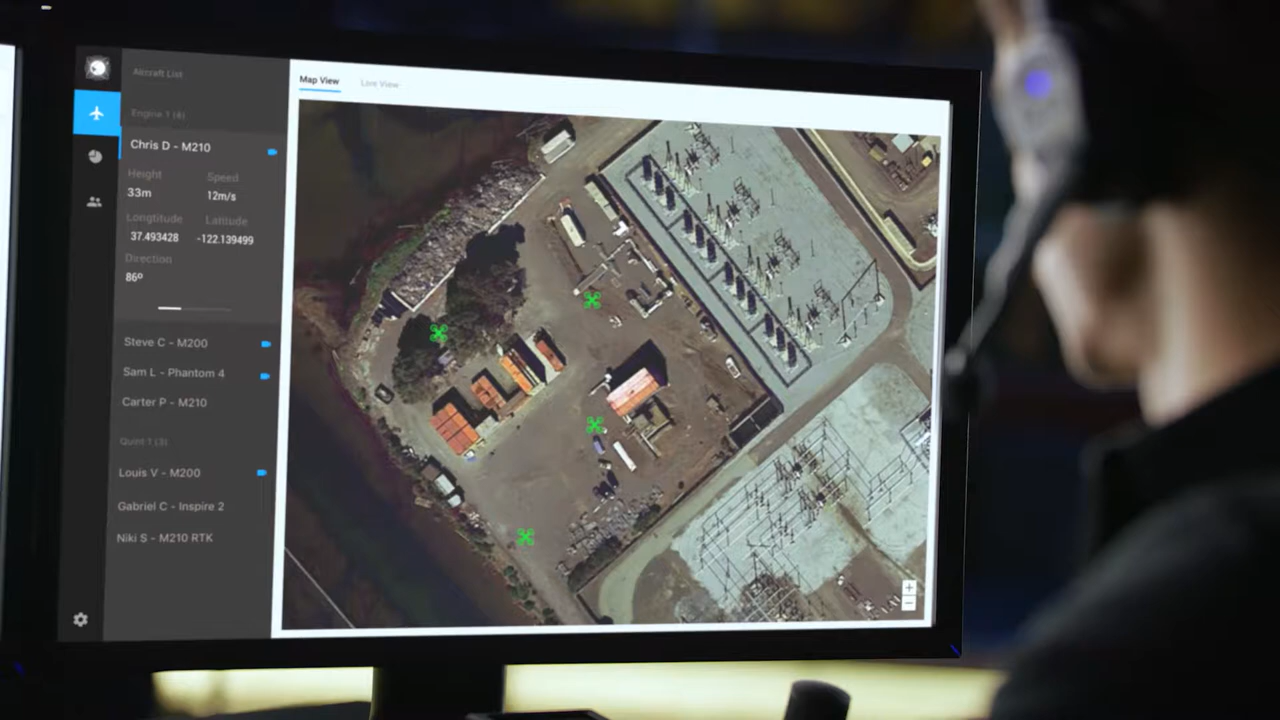 Aircraft List
Map View Live View
Engine 1 (4)
Chris D - M210
Height Speed
33m 12m/s
Longtitude Latitude
37.493428 -122.139499
Direction
86º
Steve C - M200
Sam L - Phantom 4
Carter P - M210
Quint 1 (3)
Louis V - M200
Gabriel C - Inspire 2
Niki S - M210 RTK
+
−